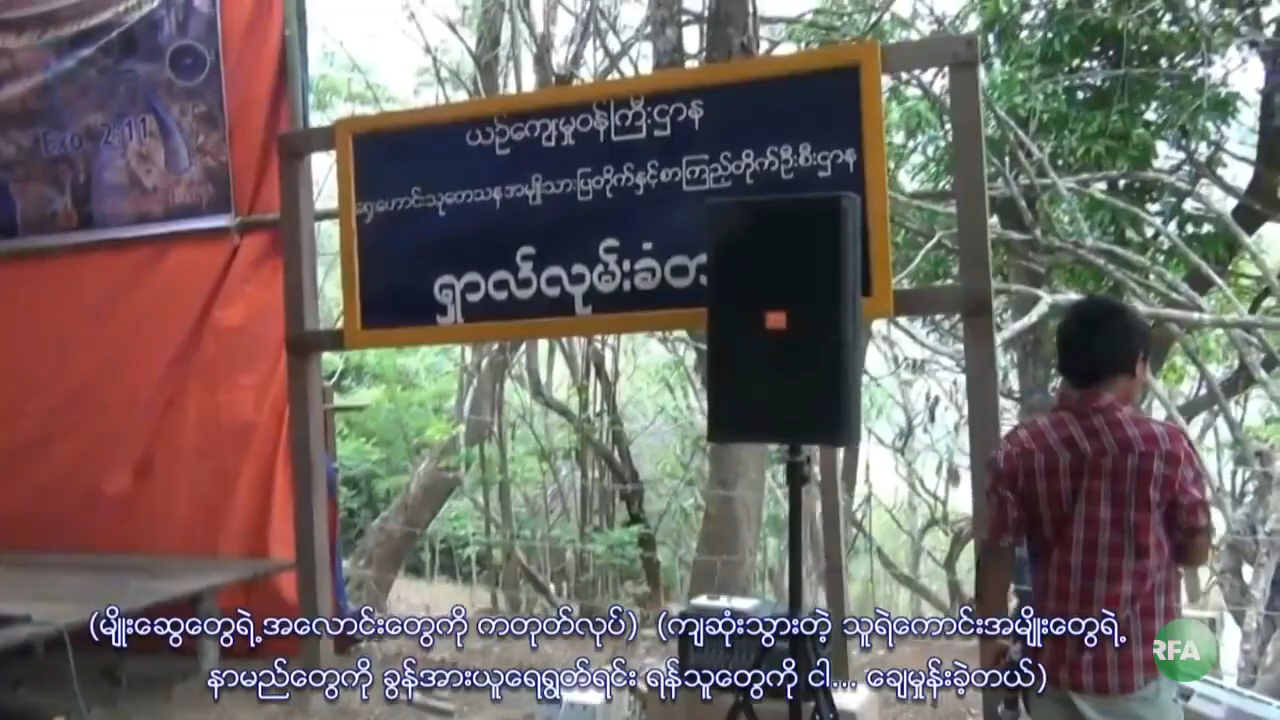 Exo 2:11
ယဉ်ကျေးမှုဝန်ကြီးဌာန
ရှေးဟောင်းသုတေသနအမျိုးသားပြတိုက်နှင့်စာကြည့်တိုက်ဦးစီးဌာန
ရှာလ်လုမ်းခံတ
(မျိုးဆွေတွေရဲ့အလောင်းတွေကို ကတုတ်လုပ်) (ကျဆုံးသွားတဲ့ သူရဲကောင်းအမျိုးတွေရဲ့
နာမည်တွေကို ခွန်အားယူရေရွတ်ရင်း ရန်သူတွေကို ငါ... ချေမှုန်းခဲ့တယ်)
RFA